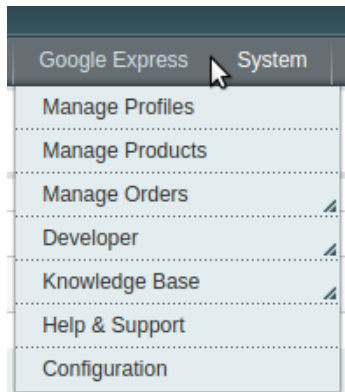 Google Express System
Manage Profiles
Manage Products
Manage Orders
Developer
Knowledge Base
Help & Support
Configuration